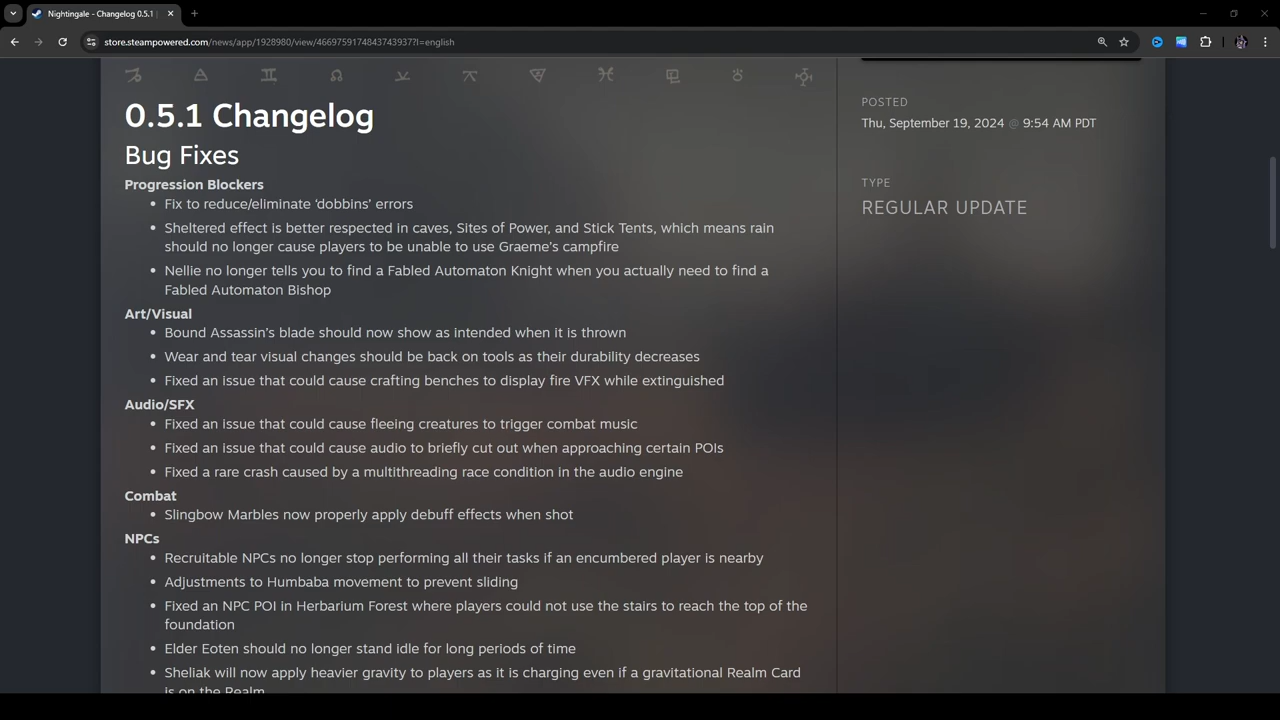 Nightingale - Changelog 0.5.1 |
store.steampowered.com/news/app/1928980/view/4669759174843743937?l=english
0.5.1 Changelog
Bug Fixes
Progression Blockers
• Fix to reduce/eliminate ‘dobbins’ errors
• Sheltered effect is better respected in caves, Sites of Power, and Stick Tents, which means rain
should no longer cause players to be unable to use Graeme’s campfire
• Nellie no longer tells you to find a Fabled Automaton Knight when you actually need to find a
Fabled Automaton Bishop
Art/Visual
• Bound Assassin’s blade should now show as intended when it is thrown
• Wear and tear visual changes should be back on tools as their durability decreases
• Fixed an issue that could cause crafting benches to display fire VFX while extinguished
Audio/SFX
• Fixed an issue that could cause fleeing creatures to trigger combat music
• Fixed an issue that could cause audio to briefly cut out when approaching certain POIs
• Fixed a rare crash caused by a multithreading race condition in the audio engine
Combat
• Slingbow Marbles now properly apply debuff effects when shot
NPCs
• Recruitable NPCs no longer stop performing all their tasks if an encumbered player is nearby
• Adjustments to Humbaba movement to prevent sliding
• Fixed an NPC POI in Herbarium Forest where players could not use the stairs to reach the top of the
foundation
• Elder Eoten should no longer stand idle for long periods of time
• Sheliak will now apply heavier gravity to players as it is charging even if a gravitational Realm Card
is on the Realm
POSTED
Thu, September 19, 2024 @ 9:54 AM PDT
TYPE
REGULAR UPDATE